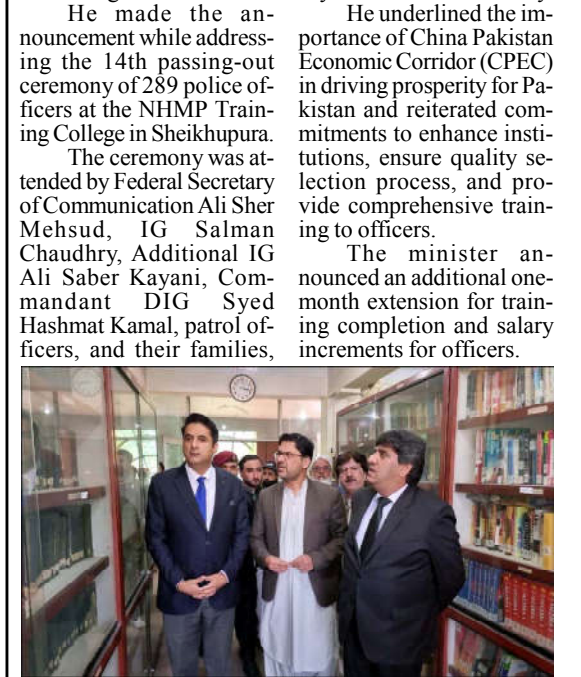 He made the an-
nouncement while address-
ing the 14th passing-out
ceremony of 289 police of-
ficers at the NHMP Train-
ing College in Sheikhupura.
The ceremony was at-
tended by Federal Secretary
of Communication Ali Sher
Mehsud, IG Salman
Chaudhry, Additional IG
Ali Saber Kayani, Com-
mandant DIG Syed
Hashmat Kamal, patrol of-
ficers, and their families,
He underlined the im-
portance of China Pakistan
Economic Corridor (CPEC)
in driving prosperity for Pa-
kistan and reiterated com-
mitments to enhance insti-
tutions, ensure quality se-
lection process, and pro-
vide comprehensive train-
ing to officers.
The minister an-
nounced an additional one-
month extension for train-
ing completion and salary
increments for officers.